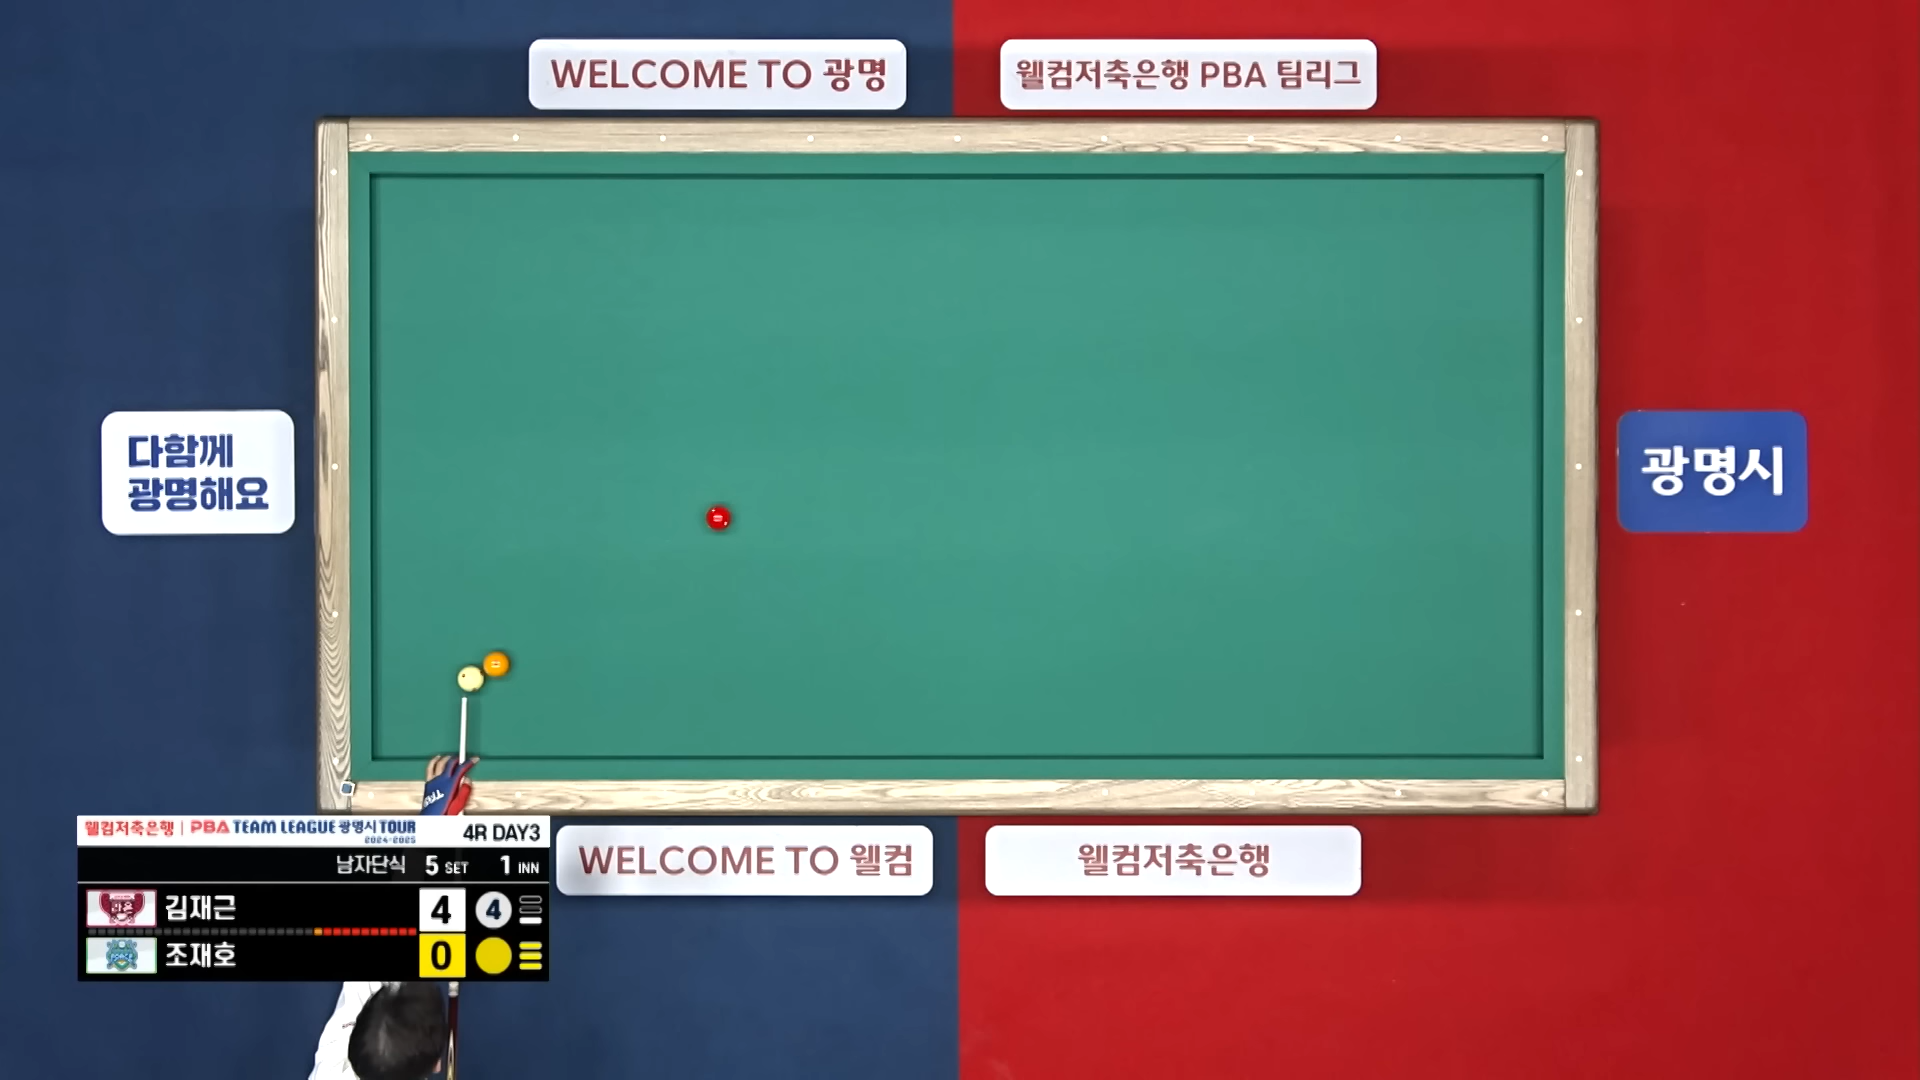 WELCOME TO 광명
웰컴저축은행 PBA 팀리그
다함께
광명해요
광명시
웰컴저축은행 | PBA TEAM LEAGUE 광명시 TOUR
2024-2025
4R DAY3
남자단식 5 SET 1 INN
김재근 4 4
조재호 0
WELCOME TO 웰컴
웰컴저축은행